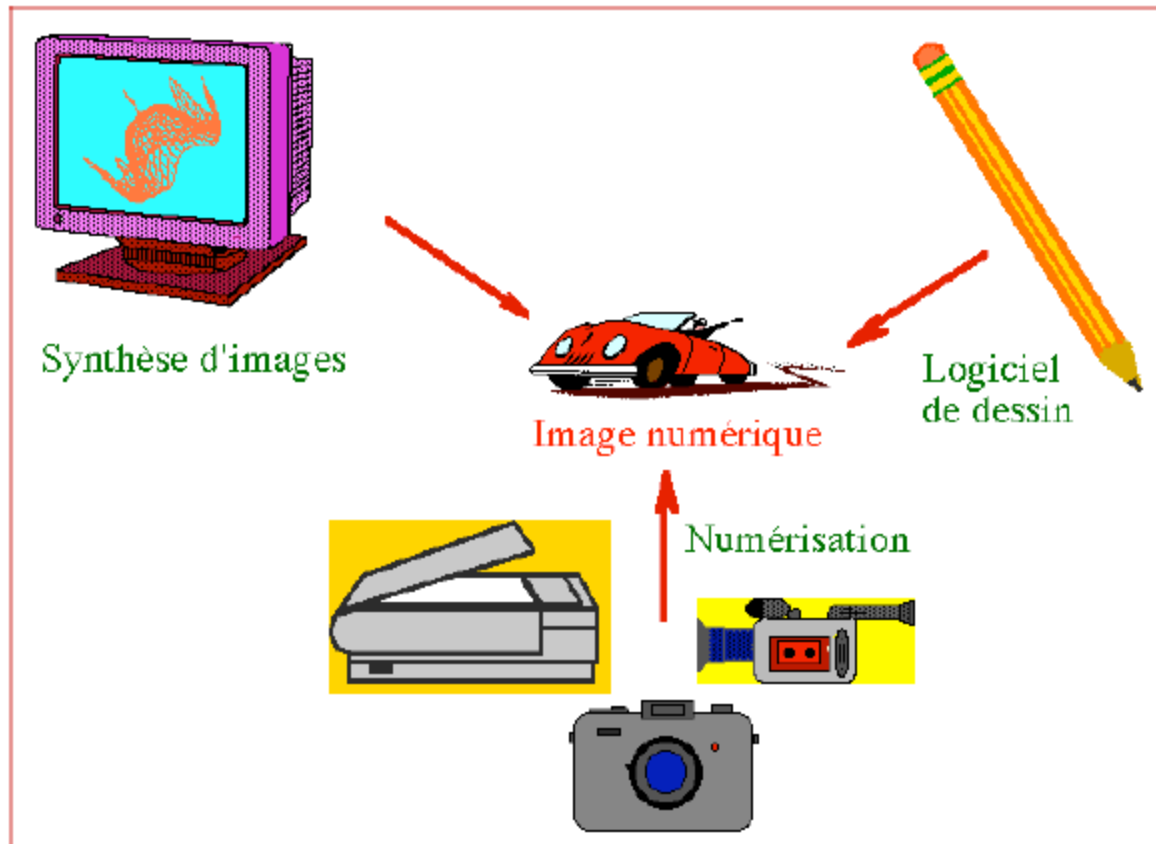 Synthèse d'images
Logiciel
de dessin
Image numérique
Numérisation